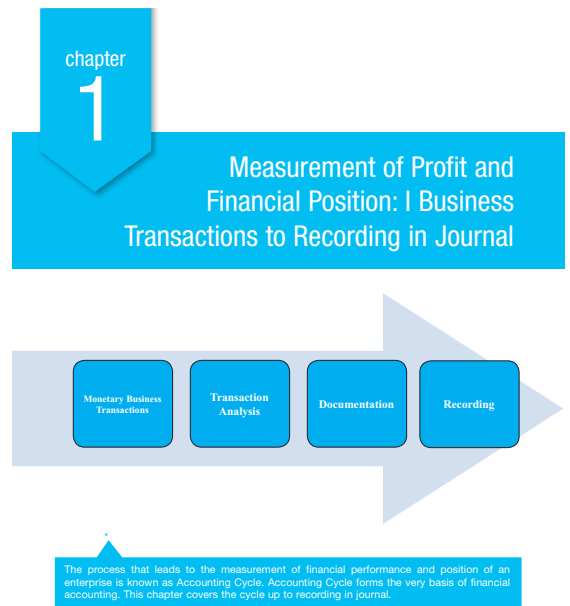 chapter
1
Measurement of Profit and
Financial Position: I Business
Transactions to Recording in Journal
Monetary Business
Transactions
Transaction
Analysis
Documentation
Recording
The process that leads to the measurement of financial performance and position of an
enterprise is known as Accounting Cycle. Accounting Cycle forms the very basis of financial
accounting. This chapter covers the cycle up to recording in journal.